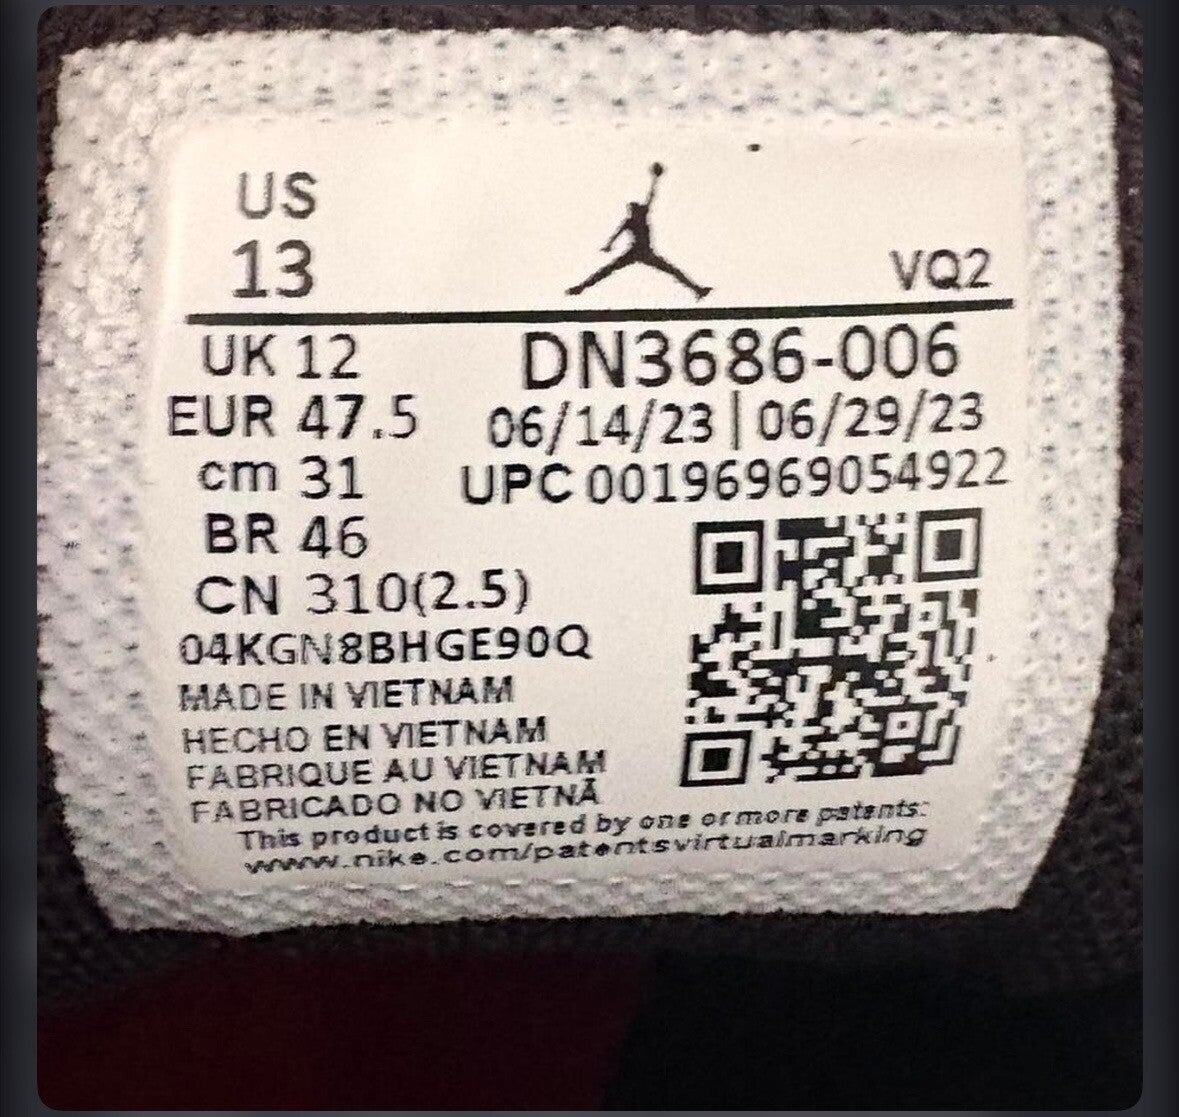 US
13
VQ2
UK 12
DN3686-006
EUR 47.5
06/14/23 | 06/29/23
cm 31
UPC 00196969054922
BR 46
CN 310(2.5)
04KGN8BHGE90Q
MADE IN VIETNAM
HECHO EN VIETNAM
FABRIQUE AU VIETNAM
FABRICADO NO VIETNÃ
This product is covered by one or more patents:
www.nike.com/patentsvirtualmarking